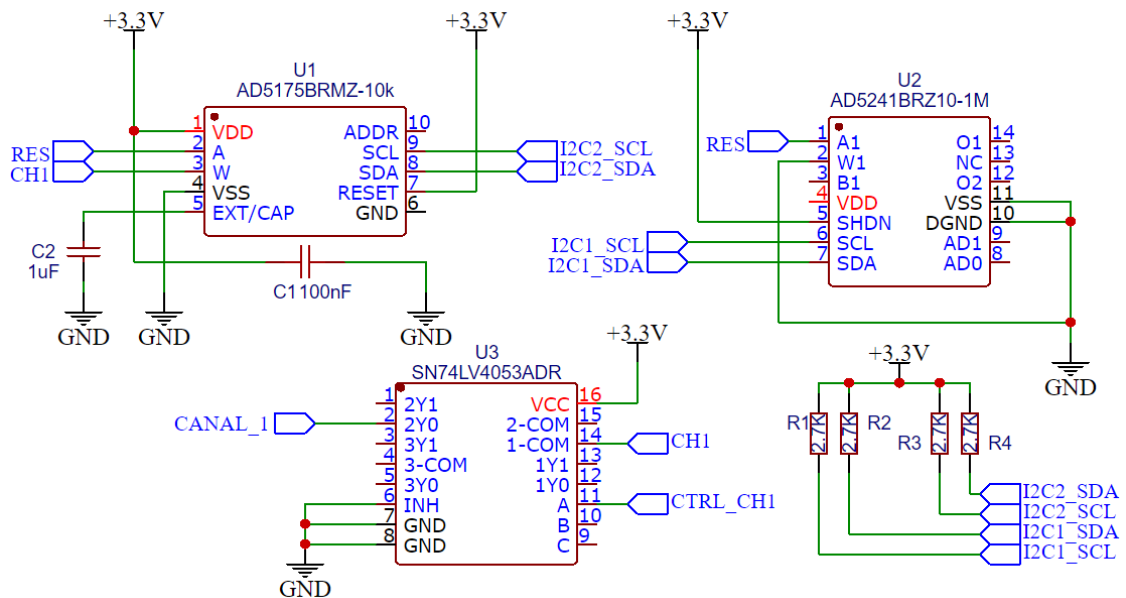 +3.3V
+3.3V
+3.3V
U1
AD5175BRMZ-10k
1 VDD
2 A
3 W
4 VSS
5 EXT/CAP
ADDR 10
SCL 9
SDA 8
RESET 7
GND 6
RES
CH1
I2C2_SCL
I2C2_SDA
C2
1uF
C1100nF
GND
GND
GND
U2
AD5241BRZ10-1M
1 A1
2 W1
3 B1
4 VDD
5 SHDN
6 SCL
7 SDA
O1 14
NC 13
O2 12
VSS 11
DGND 10
AD1 9
AD0 8
RES
I2C1_SCL
I2C1_SDA
GND
U3
SN74LV4053ADR
+3.3V
1 2Y1
2 2Y0
3 3Y1
4 3-COM
5 3Y0
6 INH
7 GND
8 GND
VCC 16
2-COM 15
1-COM 14
1Y1 13
1Y0 12
A 11
B 10
C 9
CANAL_1
CH1
CTRL_CH1
GND
+3.3V
R1 2.7K
2.7K R2
R3 2.7K
2.7K R4
I2C2_SDA
I2C2_SCL
I2C1_SDA
I2C1_SCL